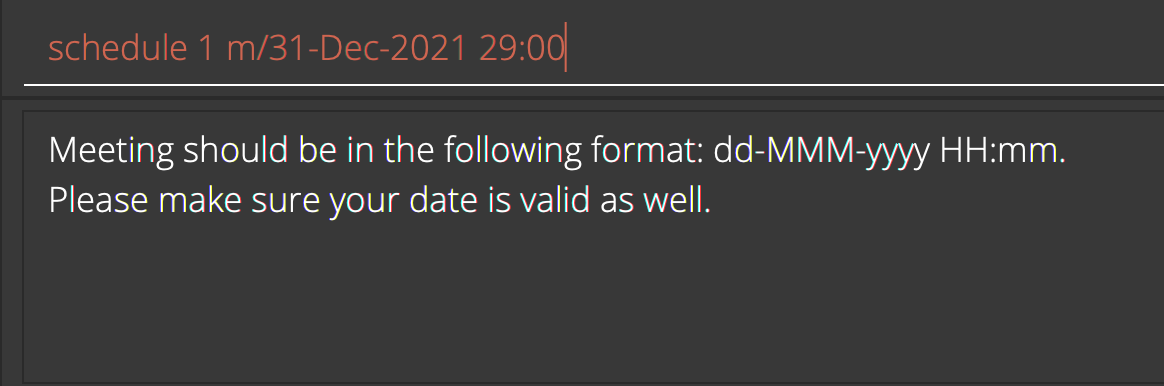 schedule 1 m/31-Dec-2021 29:00
Meeting should be in the following format: dd-MMM-yyyy HH:mm.
Please make sure your date is valid as well.